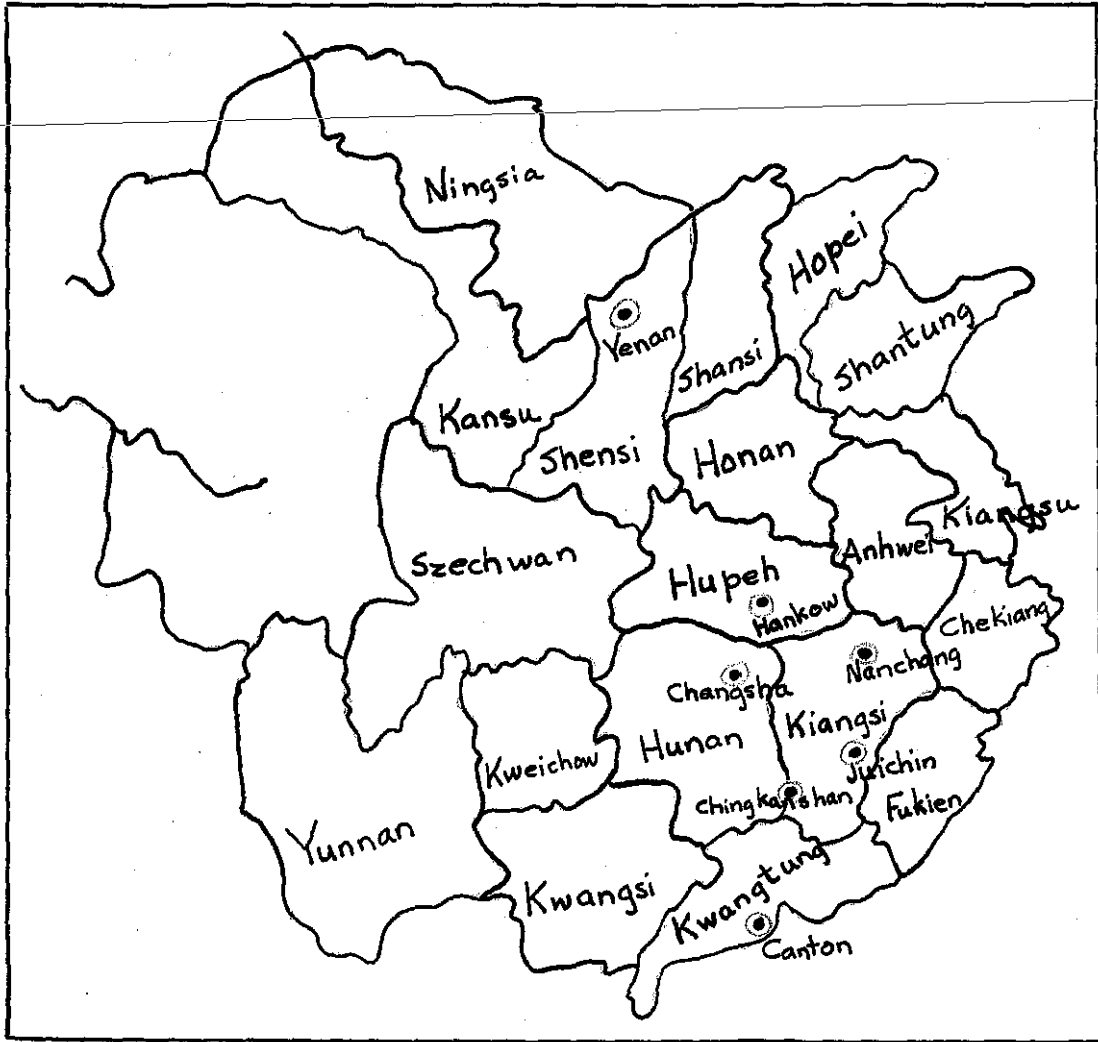 Ningsia
Hopei
Yenan
Shansi
Shantung
Kansu
Shensi
Honan
Kiangsu
Szechwan
Anhwei
Hupeh
Hankow
Chekiang
Nanchang
Changsha
Kiangsi
Hunan
Kweichow
Juichin
Chingkanshan
Fukien
Yunnan
Kwangtung
Kwangsi
Canton